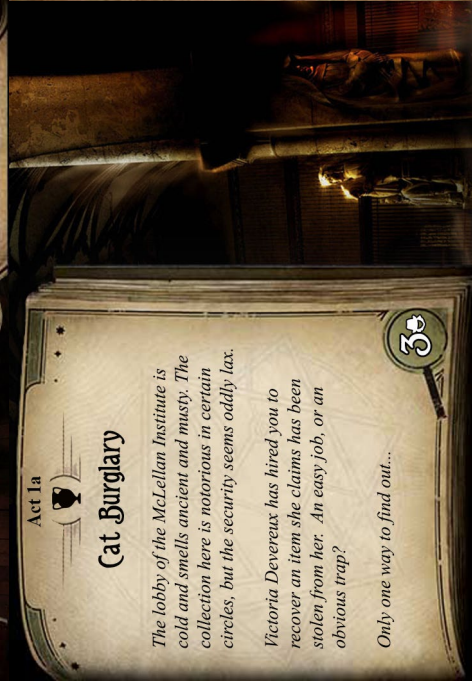 Act 1a
Cat Burglary
The lobby of the McLellan Institute is
cold and smells ancient and musty. The
collection here is notorious in certain
circles, but the security seems oddly lax.
Victoria Devereux has hired you to
recover an item she claims has been
stolen from her. An easy job, or an
obvious trap?
Only one way to find out...
3